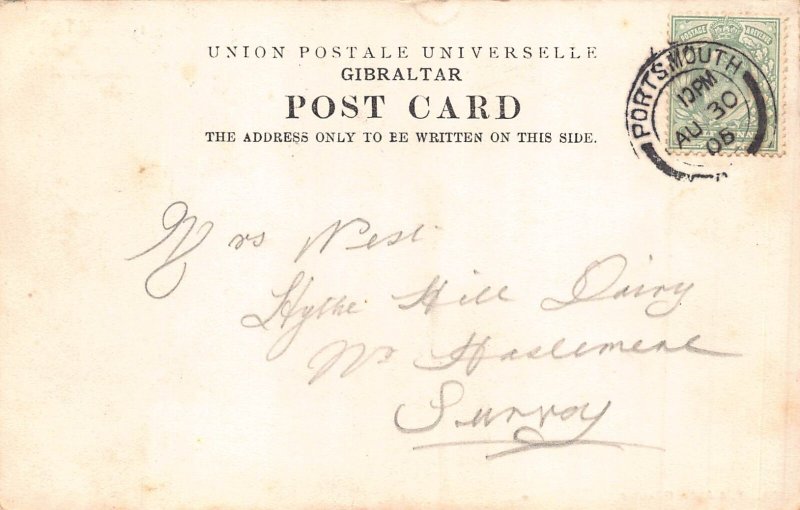 UNION POSTALE UNIVERSELLE
GIBRALTAR
POST CARD
THE ADDRESS ONLY TO BE WRITTEN ON THIS SIDE.
POSTAGE
PORTSMOUTH
10 PM
AU 30
05
Mrs West
Hythe Hill Dairy
Nr Haslemere
Surrey